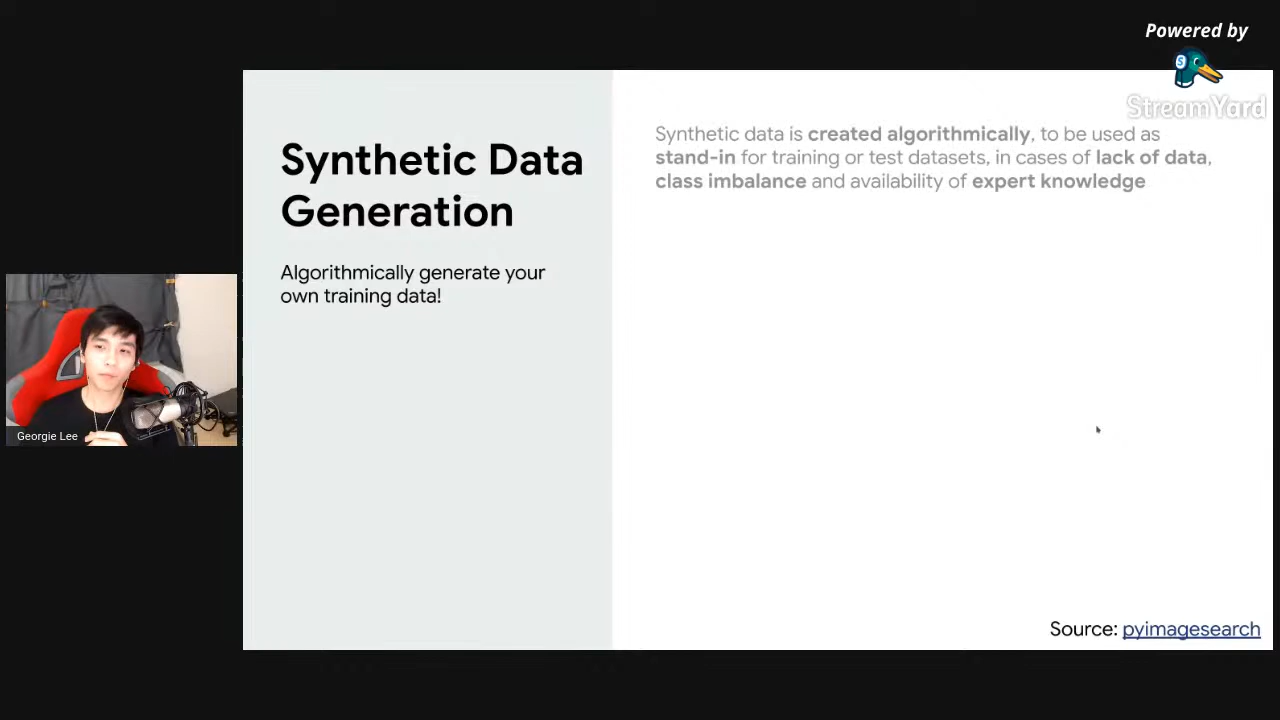 Powered by
StreamYard
Synthetic Data
Generation
Algorithmically generate your
own training data!
Synthetic data is created algorithmically, to be used as
stand-in for training or test datasets, in cases of lack of data,
class imbalance and availability of expert knowledge
Georgie Lee
Source: pyimagesearch